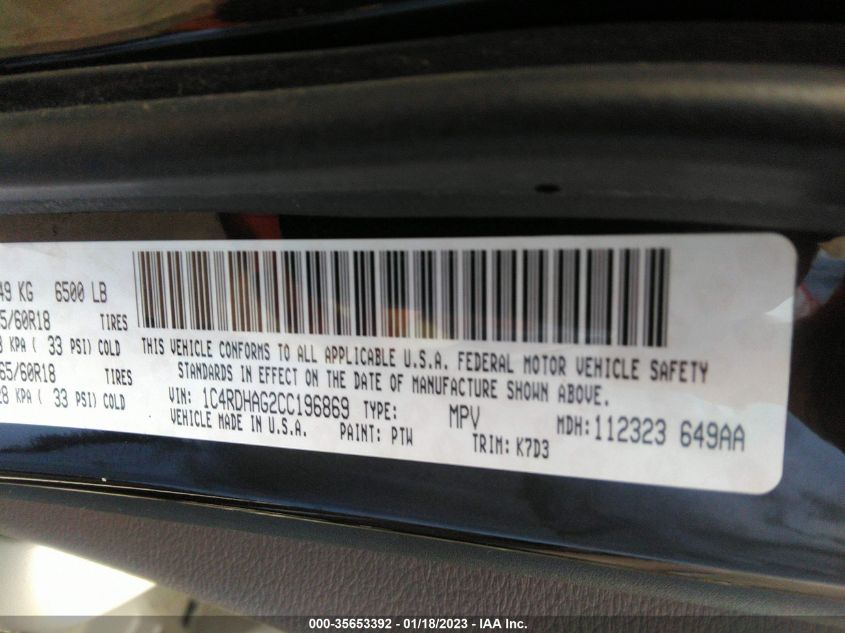 49 KG 6500 LB
5/60R18 TIRES
KPA ( 33 PSI) COLD
65/60R18 TIRES
28 KPA ( 33 PSI) COLD
THIS VEHICLE CONFORMS TO ALL APPLICABLE U.S.A. FEDERAL MOTOR VEHICLE SAFETY
STANDARDS IN EFFECT ON THE DATE OF MANUFACTURE SHOWN ABOVE.
VIN: 1C4RDHAG2CC196869 TYPE: MPV MDH:112323 649AA
VEHICLE MADE IN U.S.A. PAINT: PTW TRIM: K7D3
000-35653392 - 01/18/2023 - IAA Inc.